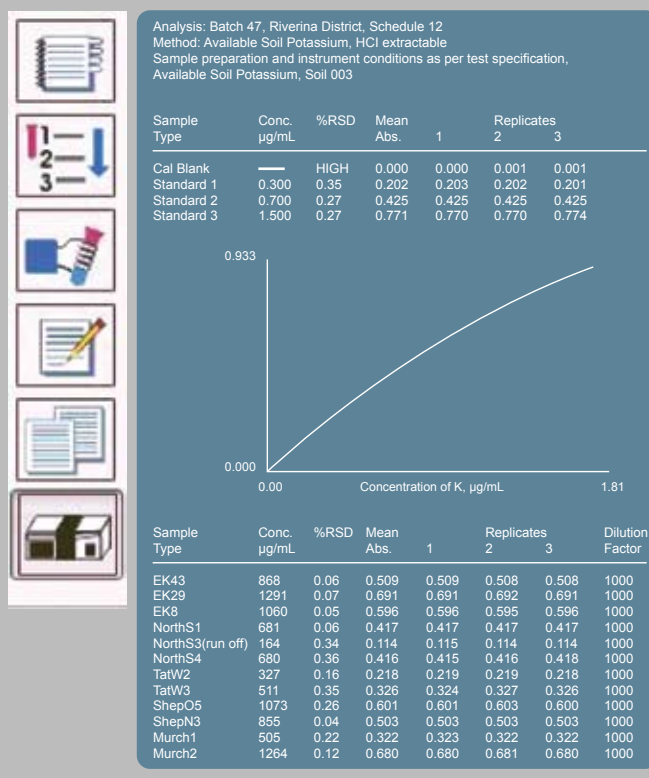 Analysis: Batch 47, Riverina District, Schedule 12
Method: Available Soil Potassium, HCI extractable
Sample preparation and instrument conditions as per test specification,
Available Soil Potassium, Soil 003
Sample Conc. %RSD Mean Replicates
Type µg/mL Abs. 1 2 3
Cal Blank — HIGH 0.000 0.000 0.001 0.001
Standard 1 0.300 0.35 0.202 0.203 0.202 0.201
Standard 2 0.700 0.27 0.425 0.425 0.425 0.425
Standard 3 1.500 0.27 0.771 0.770 0.770 0.774
0.933
0.000
0.00 Concentration of K, µg/mL 1.81
Sample Conc. %RSD Mean Replicates Dilution
Type µg/mL Abs. 1 2 3 Factor
EK43 868 0.06 0.509 0.509 0.508 0.508 1000
EK29 1291 0.07 0.691 0.691 0.692 0.691 1000
EK8 1060 0.05 0.596 0.596 0.595 0.596 1000
NorthS1 681 0.06 0.417 0.417 0.417 0.417 1000
NorthS3(run off) 164 0.34 0.114 0.115 0.114 0.114 1000
NorthS4 680 0.36 0.416 0.415 0.416 0.418 1000
TatW2 327 0.16 0.218 0.219 0.219 0.218 1000
TatW3 511 0.35 0.326 0.324 0.327 0.326 1000
ShepO5 1073 0.26 0.601 0.601 0.603 0.600 1000
ShepN3 855 0.04 0.503 0.503 0.503 0.503 1000
Murch1 505 0.22 0.322 0.323 0.322 0.322 1000
Murch2 1264 0.12 0.680 0.680 0.681 0.680 1000
1
2
3